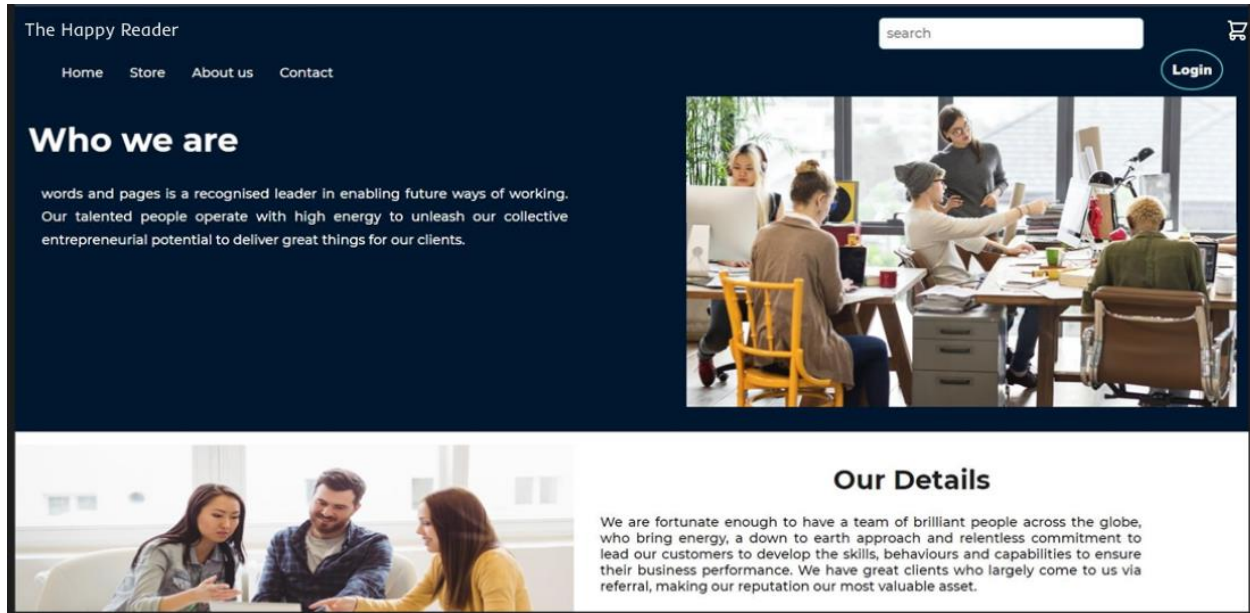 The Happy Reader
search
Home Store About us Contact
Login
Who we are
words and pages is a recognised leader in enabling future ways of working.
Our talented people operate with high energy to unleash our collective
entrepreneurial potential to deliver great things for our clients.
Our Details
We are fortunate enough to have a team of brilliant people across the globe,
who bring energy, a down to earth approach and relentless commitment to
lead our customers to develop the skills, behaviours and capabilities to ensure
their business performance. We have great clients who largely come to us via
referral, making our reputation our most valuable asset.